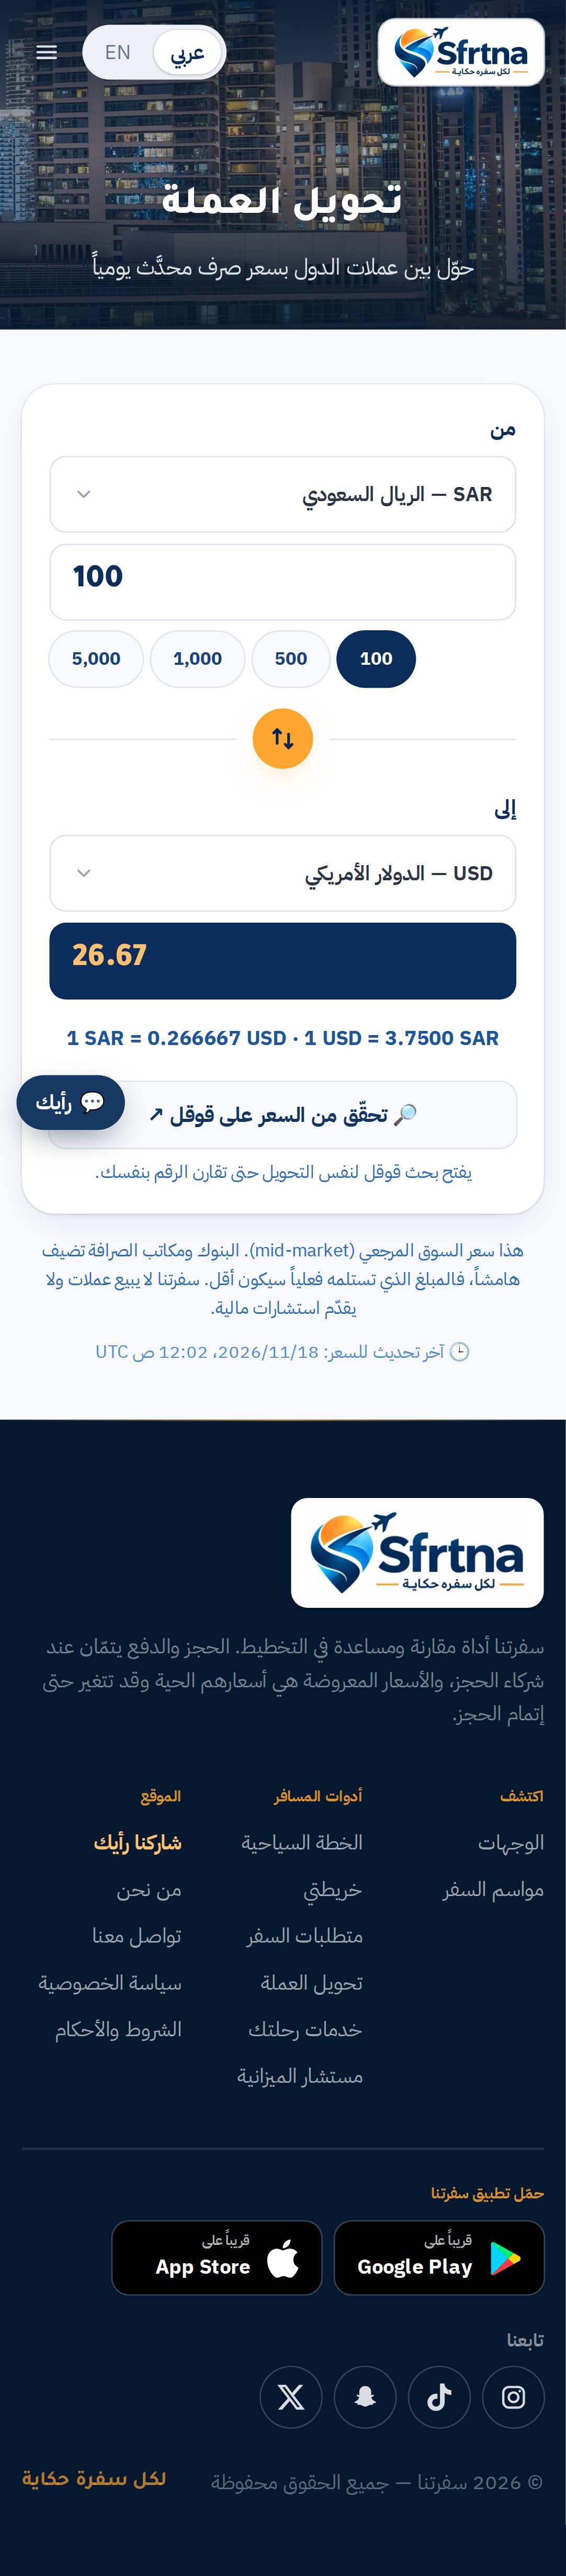 Sfrtna
لكل سفره حكاية
عربي
EN
تحويل العملة
حوّل بين عملات الدول بسعر صرف محدَّث يومياً
من
SAR — الريال السعودي
100
100
500
1,000
5,000
إلى
USD — الدولار الأمريكي
26.67
1 SAR = 0.266667 USD · 1 USD = 3.7500 SAR
🔎 تحقّق من السعر على قوقل ↗
💬 رأيك
يفتح بحث قوقل لنفس التحويل حتى تقارن الرقم بنفسك.
هذا سعر السوق المرجعي (mid-market). البنوك ومكاتب الصرافة تضيف
هامشاً، فالمبلغ الذي تستلمه فعلياً سيكون أقل. سفرتنا لا يبيع عملات ولا
يقدّم استشارات مالية.
🕒 آخر تحديث للسعر: 2026/11/18، 12:02 ص UTC
Sfrtna
لكل سفره حكاية
سفرتنا أداة مقارنة ومساعدة في التخطيط. الحجز والدفع يتمّان عند
شركاء الحجز، والأسعار المعروضة هي أسعارهم الحية وقد تتغير حتى
إتمام الحجز.
اكتشف
الوجهات
مواسم السفر
أدوات المسافر
الخطة السياحية
خريطتي
متطلبات السفر
تحويل العملة
خدمات رحلتك
مستشار الميزانية
الموقع
شاركنا رأيك
من نحن
تواصل معنا
سياسة الخصوصية
الشروط والأحكام
حمّل تطبيق سفرتنا
قريباً على
Google Play
قريباً على
App Store
تابعنا
© 2026 سفرتنا — جميع الحقوق محفوظة
لكل سفرة حكاية